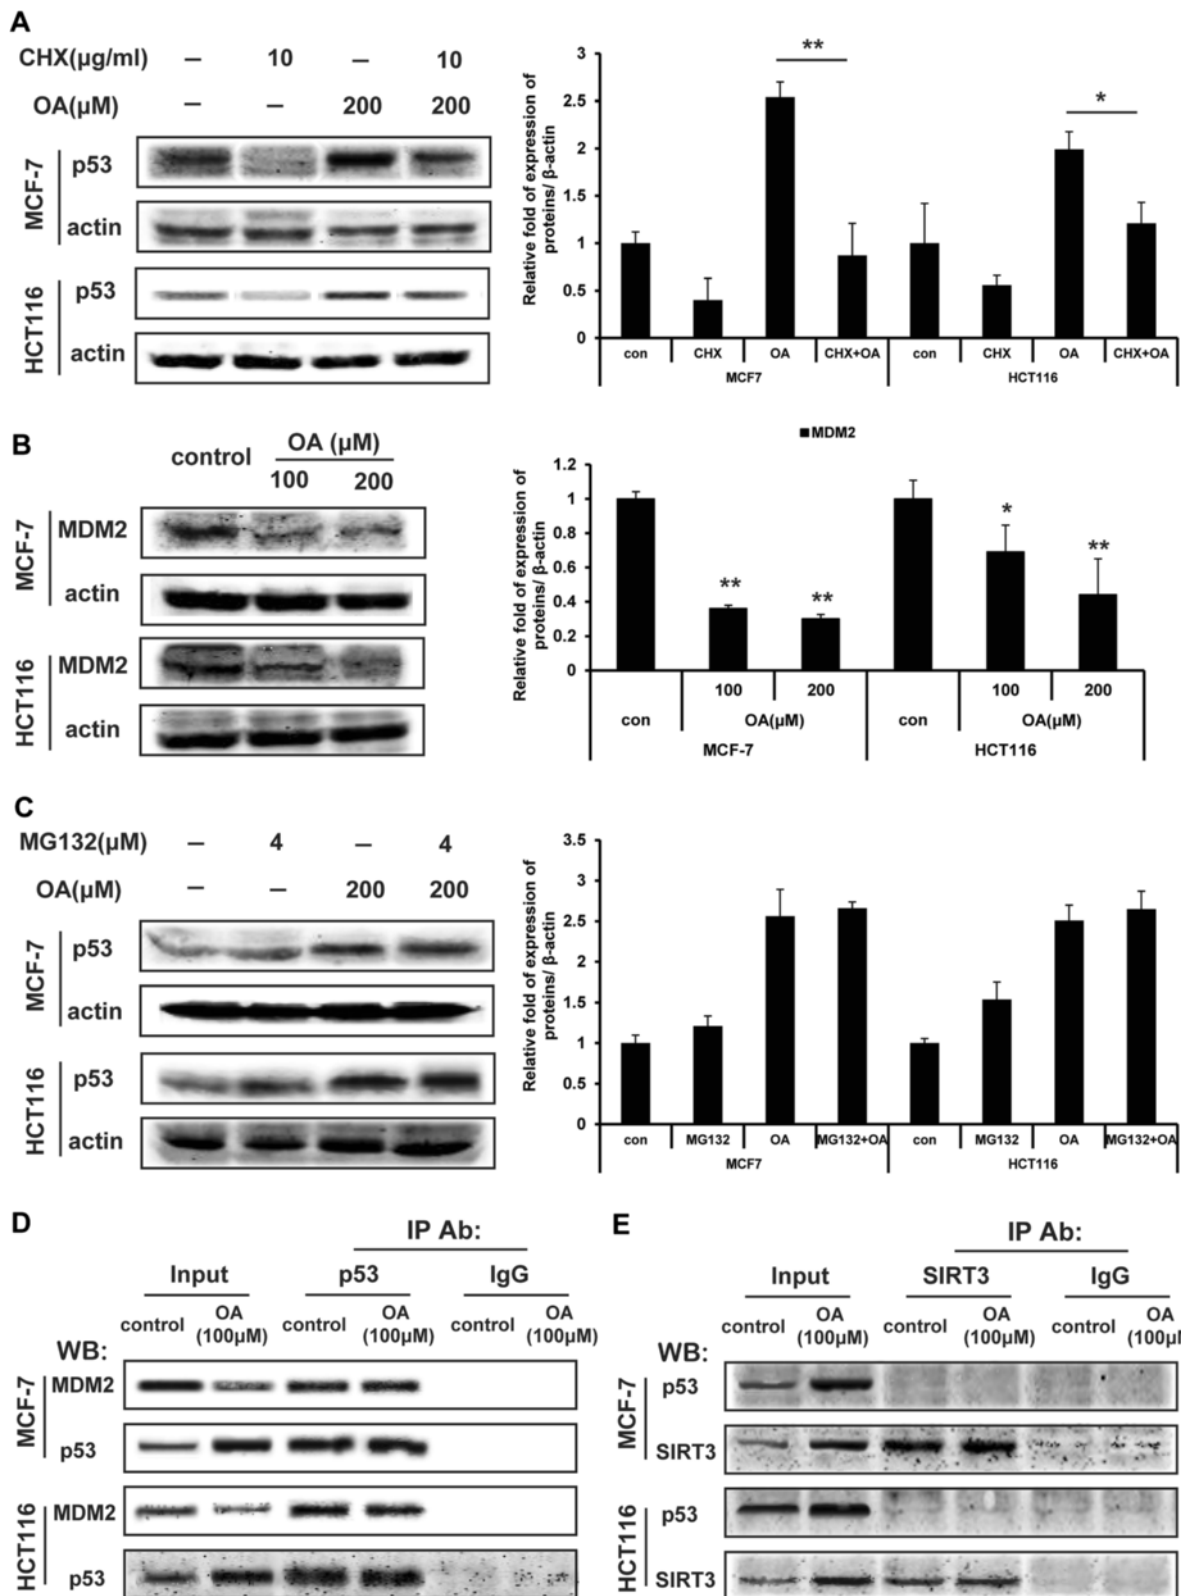 A
CHX(μg/ml) – 10 – 10
OA(μM) – – 200 200
MCF-7
p53
actin
HCT116
p53
actin
Relative fold of expression of
proteins/ β-actin
3
2.5
2
1.5
1
0.5
0
**
*
con CHX OA CHX+OA con CHX OA CHX+OA
MCF7 HCT116
B
control OA (μM)
100 200
MCF-7
MDM2
actin
HCT116
MDM2
actin
MDM2
Relative fold of expression of
proteins/ β-actin
1.2
1
0.8
0.6
0.4
0.2
0
** ** * **
100 200 100 200
con OA(μM) con OA(μM)
MCF-7 HCT116
C
MG132(μM) – 4 – 4
OA(μM) – – 200 200
MCF-7
p53
actin
HCT116
p53
actin
Relative fold of expression of
proteins/ β-actin
3.5
3
2.5
2
1.5
1
0.5
0
con MG132 OA MG132+OA con MG132 OA MG132+OA
MCF7 HCT116
D
IP Ab:
Input p53 IgG
control OA (100μM) control OA (100μM) control OA (100μM)
WB:
MCF-7
MDM2
p53
HCT116
MDM2
p53
E
IP Ab:
Input SIRT3 IgG
control OA (100μM) control OA (100μM) control OA (100μM
WB:
MCF-7
p53
SIRT3
HCT116
p53
SIRT3